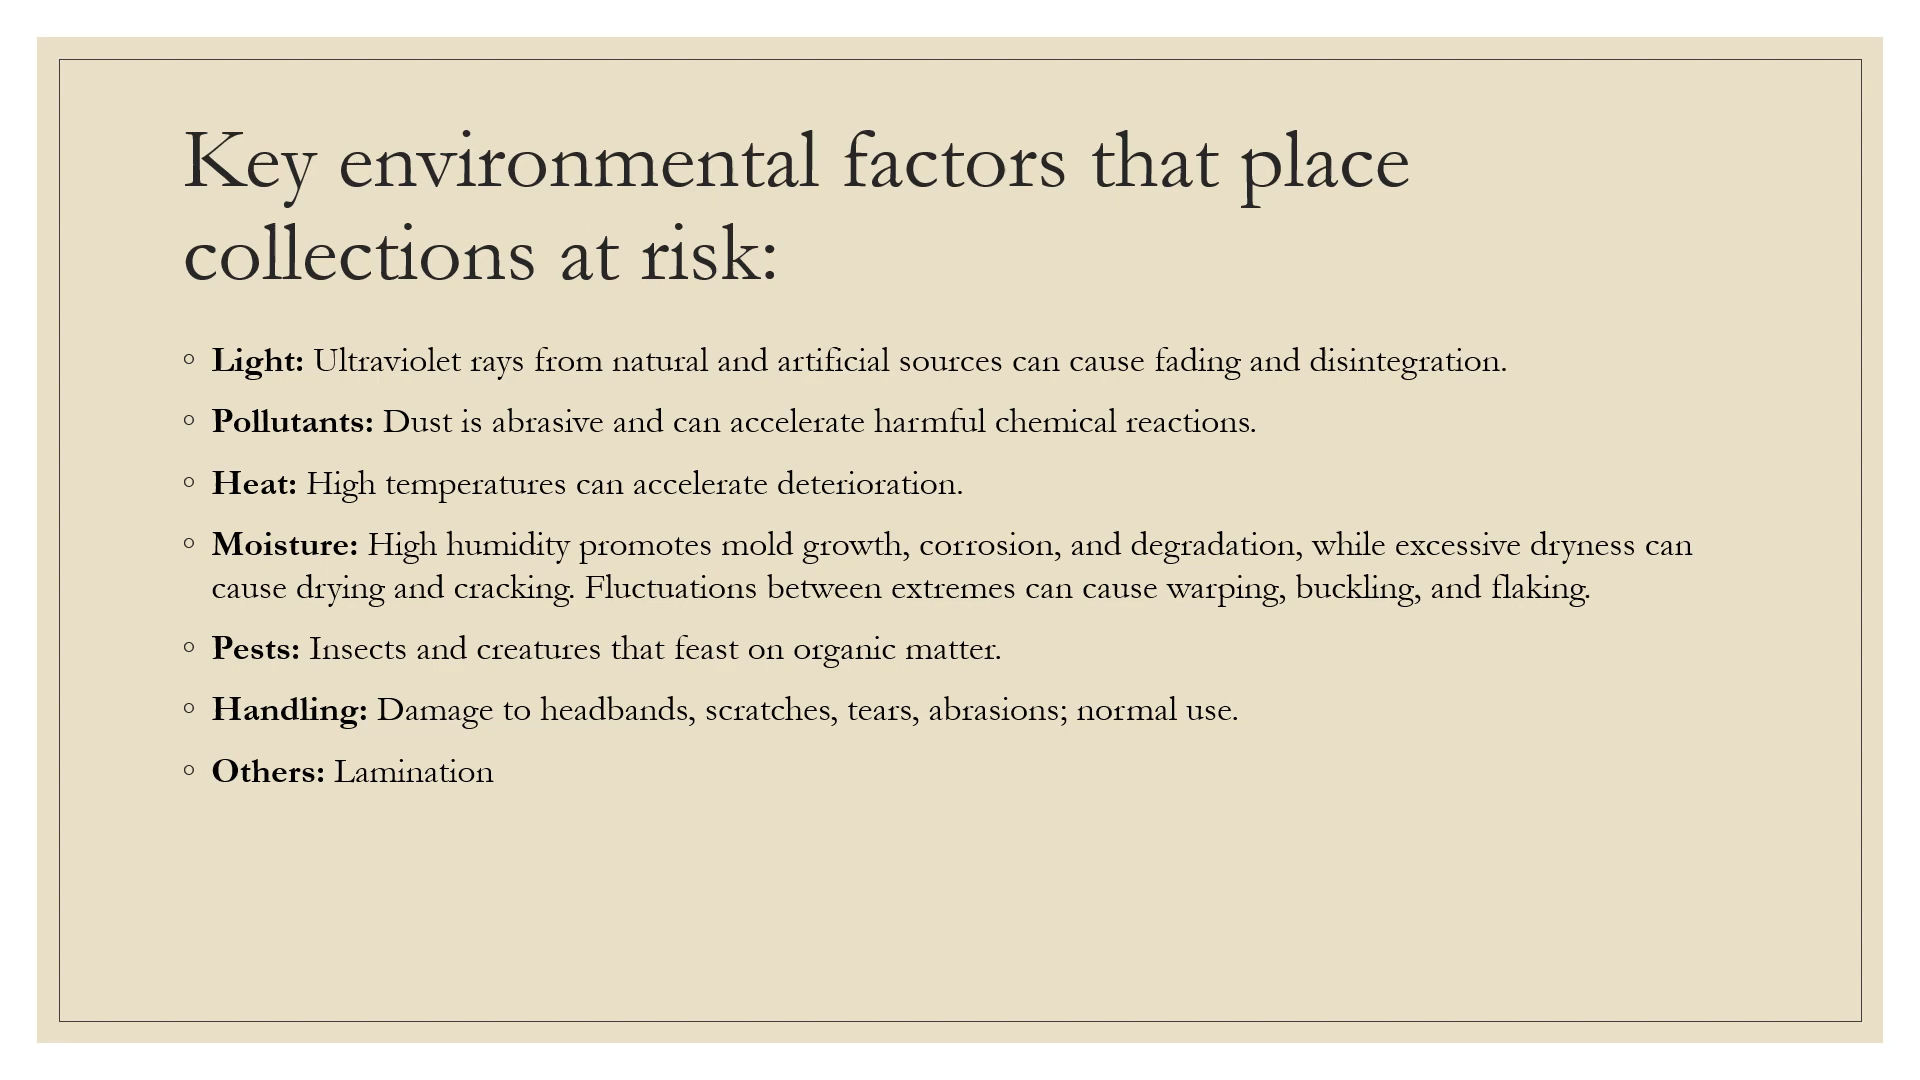 Key environmental factors that place
collections at risk:
◦ Light: Ultraviolet rays from natural and artificial sources can cause fading and disintegration.
◦ Pollutants: Dust is abrasive and can accelerate harmful chemical reactions.
◦ Heat: High temperatures can accelerate deterioration.
◦ Moisture: High humidity promotes mold growth, corrosion, and degradation, while excessive dryness can
cause drying and cracking. Fluctuations between extremes can cause warping, buckling, and flaking.
◦ Pests: Insects and creatures that feast on organic matter.
◦ Handling: Damage to headbands, scratches, tears, abrasions; normal use.
◦ Others: Lamination